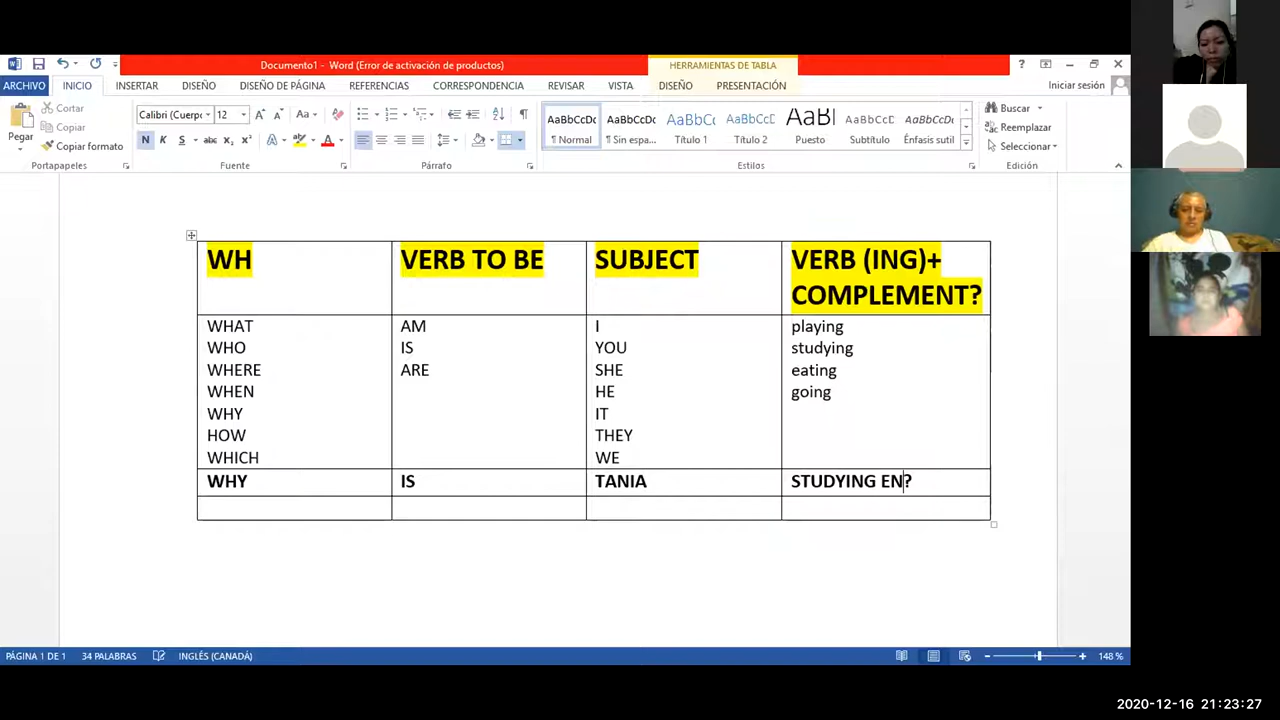 Documento1 - Word (Error de activación de productos)
HERRAMIENTAS DE TABLA
?
ARCHIVO INICIO INSERTAR DISEÑO DISEÑO DE PÁGINA REFERENCIAS CORRESPONDENCIA REVISAR VISTA DISEÑO PRESENTACIÓN Iniciar sesión
Pegar
Cortar
Copiar
Copiar formato
Portapapeles
Calibri (Cuerpo 12
N K S abc x₂ x²
Fuente
Párrafo
AaBbCcDc AaBbCcDc AaBbCc AaBbCcD AaBl AaBbCcD AaBbCcDc
¶ Normal ¶ Sin espa... Título 1 Título 2 Puesto Subtítulo Énfasis sutil
Estilos
Buscar
Reemplazar
Seleccionar
Edición
WH VERB TO BE SUBJECT VERB (ING)+ COMPLEMENT?
WHAT AM I playing
WHO IS YOU studying
WHERE ARE SHE eating
WHEN HE going
WHY IT
HOW THEY
WHICH WE
WHY IS TANIA STUDYING EN?
PÁGINA 1 DE 1 34 PALABRAS INGLÉS (CANADÁ) 148 %
2020-12-16 21:23:27